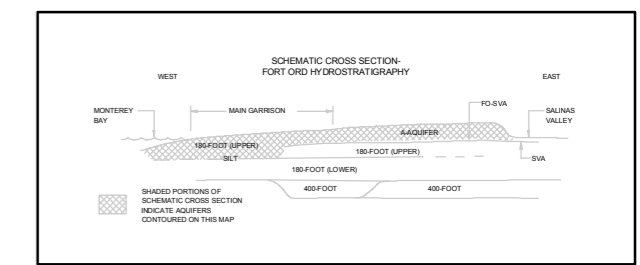 SCHEMATIC CROSS SECTION-
FORT ORD HYDROSTRATIGRAPHY
WEST
EAST
FO-SVA
MONTEREY
BAY
MAIN GARRISON
SALINAS
VALLEY
A-AQUIFER
180-FOOT (UPPER)
180-FOOT (UPPER)
SILT
SVA
180-FOOT (LOWER)
400-FOOT
400-FOOT
SHADED PORTIONS OF
SCHEMATIC CROSS SECTION
INDICATE AQUIFERS
CONTOURED ON THIS MAP